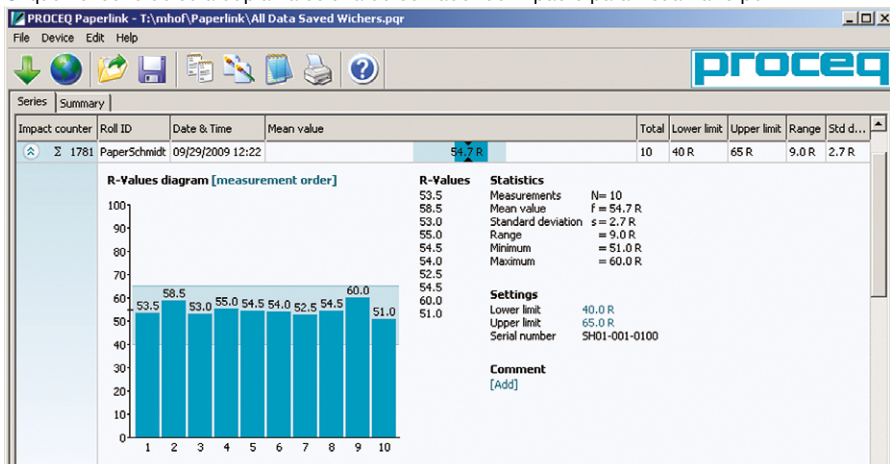 PROCEQ Paperlink - T:\mhof\Paperlink\All Data Saved Wichers.pqr
File Device Edit Help
proceq
Series Summary
Impact counter Roll ID Date & Time Mean value Total Lower limit Upper limit Range Std d...
Σ 1781 PaperSchmidt 09/29/2009 12:22 54.7 R 10 40 R 65 R 9.0 R 2.7 R
R-Values diagram [measurement order]
100
90
80
70
60
50
40
30
20
10
0
53.5 58.5 53.0 55.0 54.5 54.0 52.5 54.5 60.0 51.0
1 2 3 4 5 6 7 8 9 10
R-Values
53.5
58.5
53.0
55.0
54.5
54.0
52.5
54.5
60.0
51.0
Statistics
Measurements N= 10
Mean value r̄ = 54.7 R
Standard deviation s = 2.7 R
Range = 9.0 R
Minimum = 51.0 R
Maximum = 60.0 R
Settings
Lower limit 40.0 R
Upper limit 65.0 R
Serial number SH01-001-0100
Comment
[Add]